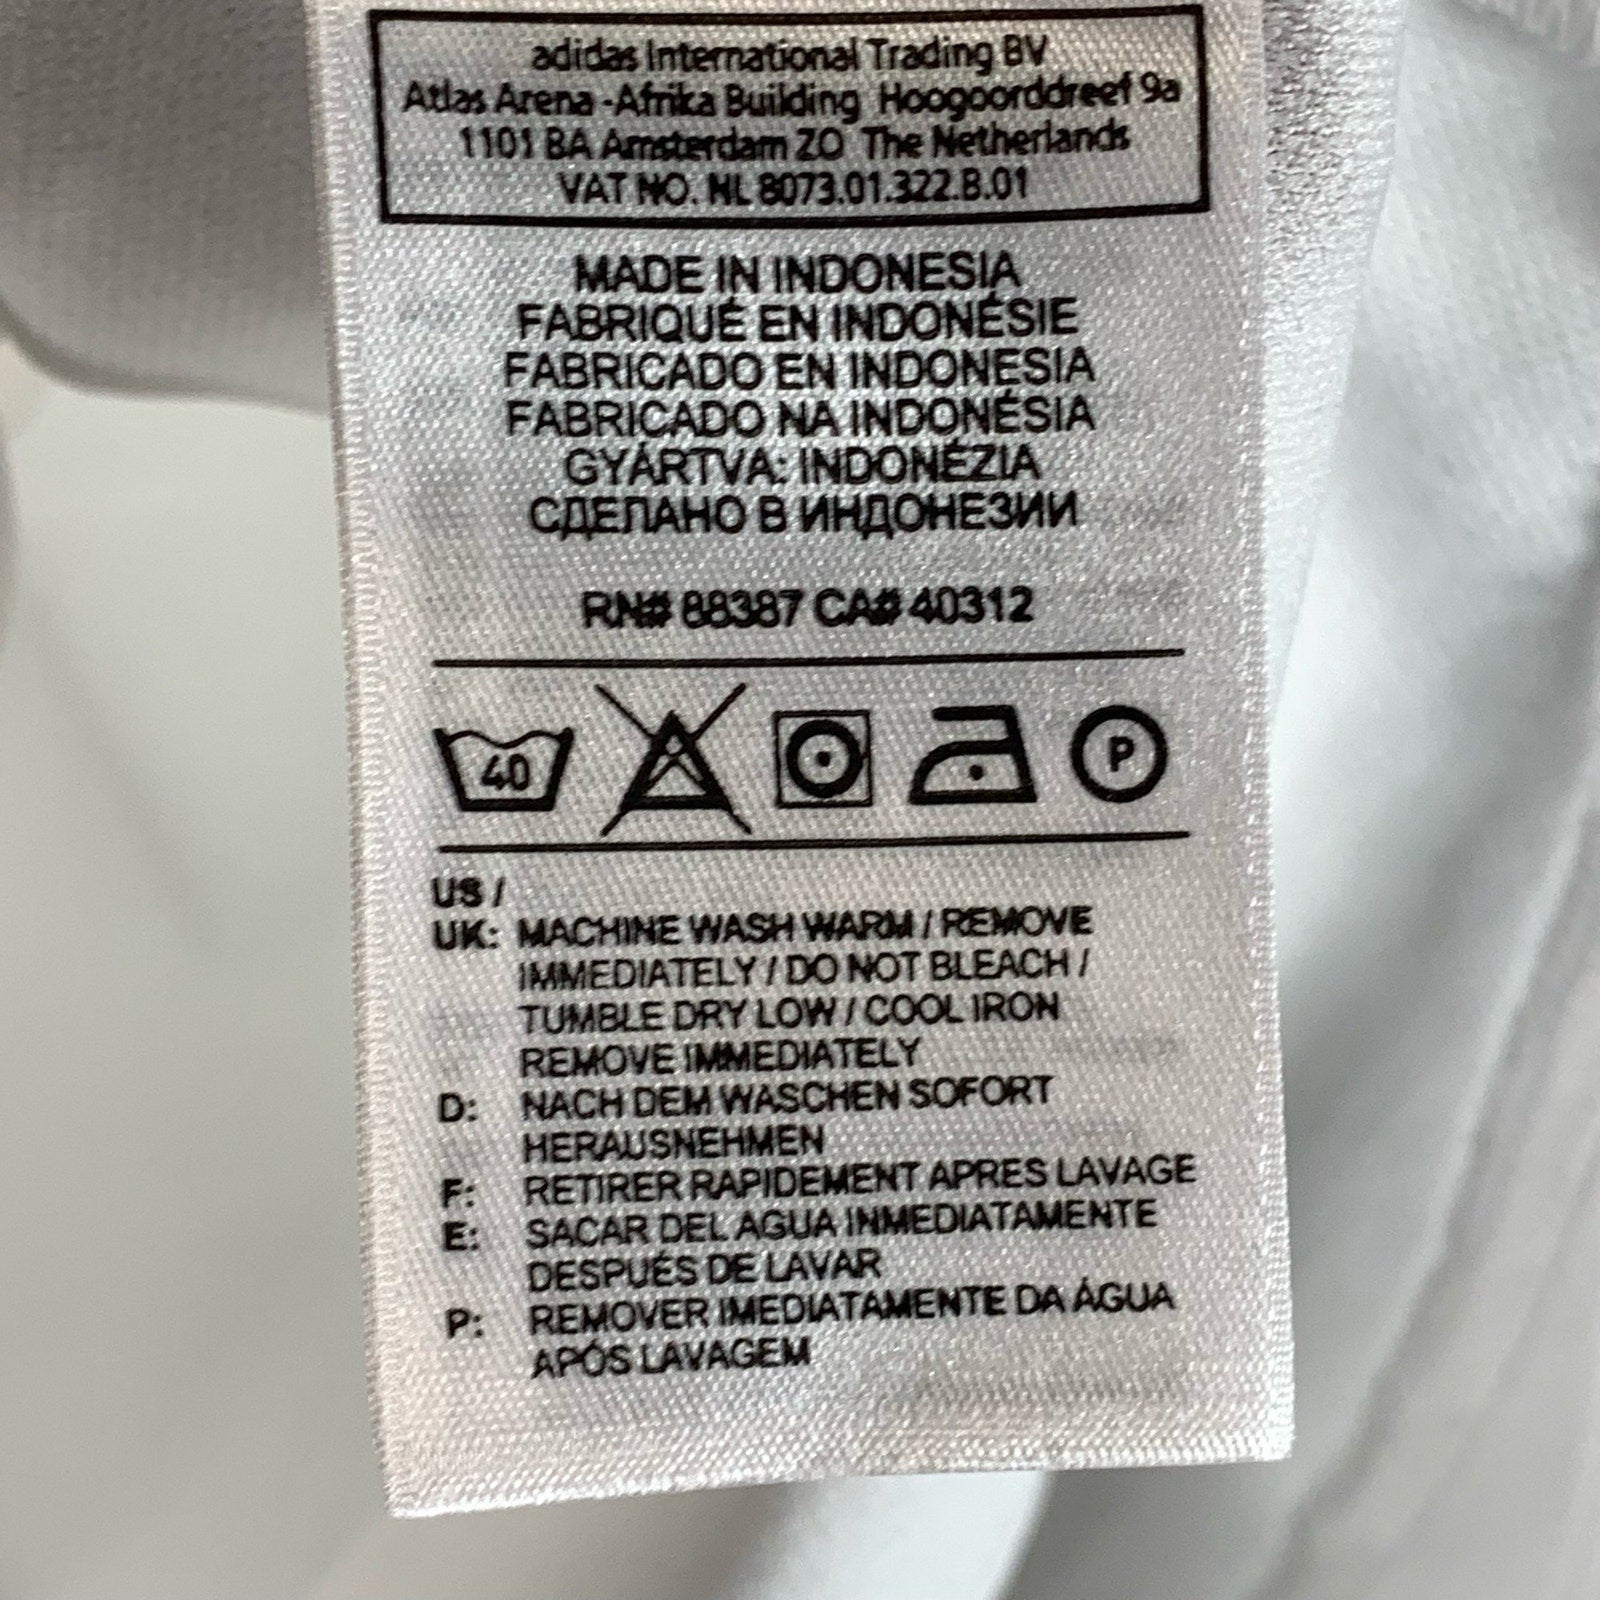 adidas International Trading BV
Atlas Arena -Afrika Building Hoogoorddreef 9a
1101 BA Amsterdam ZO The Netherlands
VAT NO. NL 8073.01.322.B.01
MADE IN INDONESIA
FABRIQUÉ EN INDONÉSIE
FABRICADO EN INDONESIA
FABRICADO NA INDONÉSIA
GYÁRTVA: INDONÉZIA
СДЕЛАНО В ИНДОНЕЗИИ
RN# 88387 CA# 40312
40 P
US /
UK: MACHINE WASH WARM / REMOVE
IMMEDIATELY / DO NOT BLEACH /
TUMBLE DRY LOW / COOL IRON
REMOVE IMMEDIATELY
D: NACH DEM WASCHEN SOFORT
HERAUSNEHMEN
F: RETIRER RAPIDEMENT APRES LAVAGE
E: SACAR DEL AGUA INMEDIATAMENTE
DESPUÉS DE LAVAR
P: REMOVER IMEDIATAMENTE DA ÁGUA
APÓS LAVAGEM